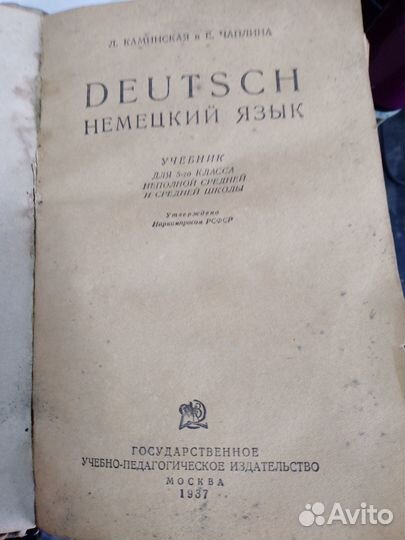 Л. КАМИНСКАЯ и Е. ЧАПЛИНА
DEUTSCH
НЕМЕЦКИЙ ЯЗЫК
УЧЕБНИК
ДЛЯ 5-го КЛАССА
НЕПОЛНОЙ СРЕДНЕЙ
И СРЕДНЕЙ ШКОЛЫ
Утверждено
Наркомпросом РСФСР
ГОСУДАРСТВЕННОЕ
УЧЕБНО-ПЕДАГОГИЧЕСКОЕ ИЗДАТЕЛЬСТВО
МОСКВА
1937
Avito